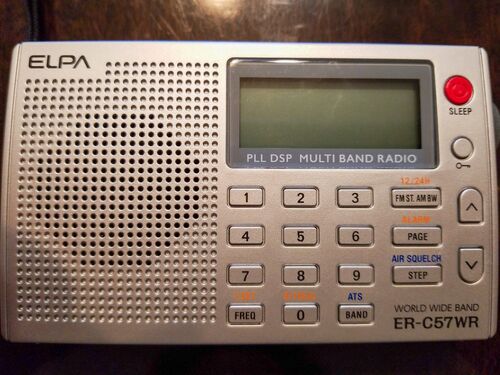 ELPA
PLL DSP MULTI BAND RADIO
SLEEP
12/24H
1 2 3 FM ST. AM BW
ALARM
4 5 6 PAGE
AIR SQUELCH
7 8 9 STEP
ATS
FREQ 0 BAND
WORLD WIDE BAND
ER-C57WR